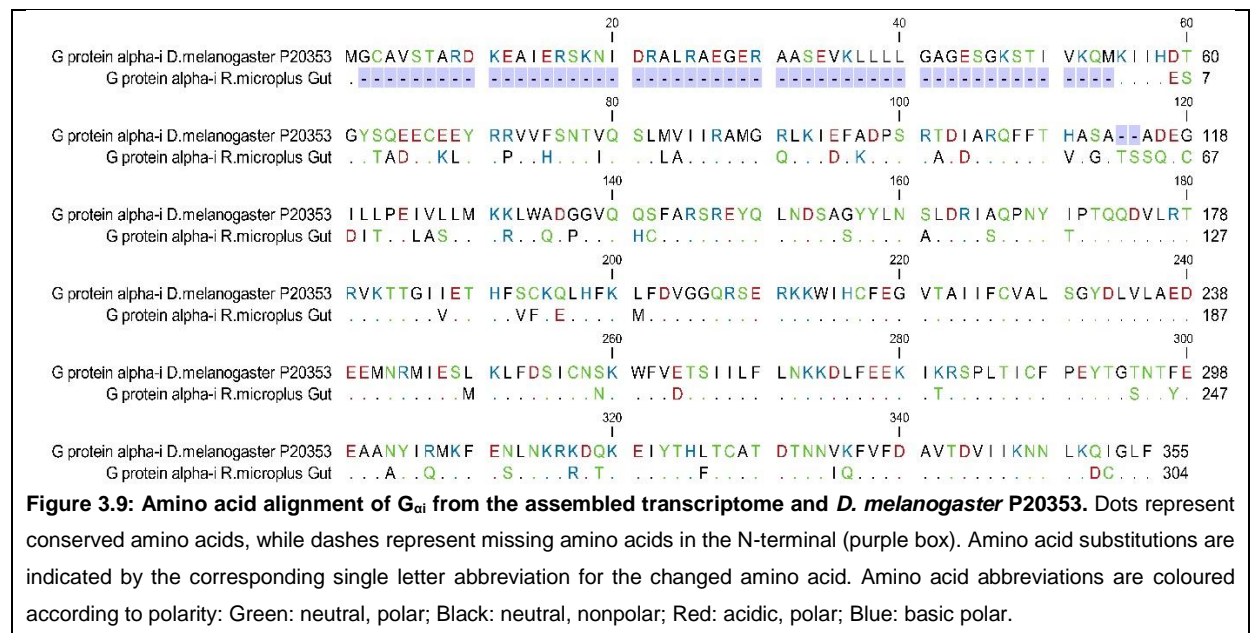 20 40 60
G protein alpha-i D.melanogaster P20353 MGCAVSTARD KEAIERSKNI DRALRAEGER AASEVKLLLL GAGESGKSTI VKQMKIIHDT 60
G protein alpha-i R.microplus Gut .--------- ---------- ---------- ---------- ---------- ----....ES 7
80 100 120
G protein alpha-i D.melanogaster P20353 GYSQEECEEY RRVVFSNTVQ SLMVIIRAMG RLKIEFADPS RTDIARQFFT HASA--ADEG 118
G protein alpha-i R.microplus Gut ..TAD..KL. .P..H...I. ..LA...... Q...D.K... .A.D...... V.G.TSSQ.C 67
140 160 180
G protein alpha-i D.melanogaster P20353 ILLPEIVLLM KKLWADGGVQ QSFARSREYQ LNDSAGYYLN SLDRIAQPNY IPTQQDVLRT 178
G protein alpha-i R.microplus Gut DIT..LAS.. .R..Q.P... HC........ .....S.... A....S.... T......... 127
200 220 240
G protein alpha-i D.melanogaster P20353 RVKTTGIIET HFSCKQLHFK LFDVGGQRSE RKKWIHCFEG VTAIIFCVAL SGYDLVLAED 238
G protein alpha-i R.microplus Gut .......V.. ..VF.E.... M......... .......... .......... .......... 187
260 280 300
G protein alpha-i D.melanogaster P20353 EEMNRMIESL KLFDSICNSK WFVETSIILF LNKKDLFEEK IKRSPLTICF PEYTGTNTFE 298
G protein alpha-i R.microplus Gut .........M ........N. ...D...... .......... .T........ .....S..Y. 247
320 340
G protein alpha-i D.melanogaster P20353 EAANYIRMKF ENLNKRKDQK EIYTHLTCAT DTNNVKFVFD AVTDVIIKNN LKQIGLF 355
G protein alpha-i R.microplus Gut ...A..Q... .S....R.T. .....F.... ....IQ.... .......... ..DC... 304
Figure 3.9: Amino acid alignment of Gαi from the assembled transcriptome and D. melanogaster P20353. Dots represent
conserved amino acids, while dashes represent missing amino acids in the N-terminal (purple box). Amino acid substitutions are
indicated by the corresponding single letter abbreviation for the changed amino acid. Amino acid abbreviations are coloured
according to polarity: Green: neutral, polar; Black: neutral, nonpolar; Red: acidic, polar; Blue: basic polar.